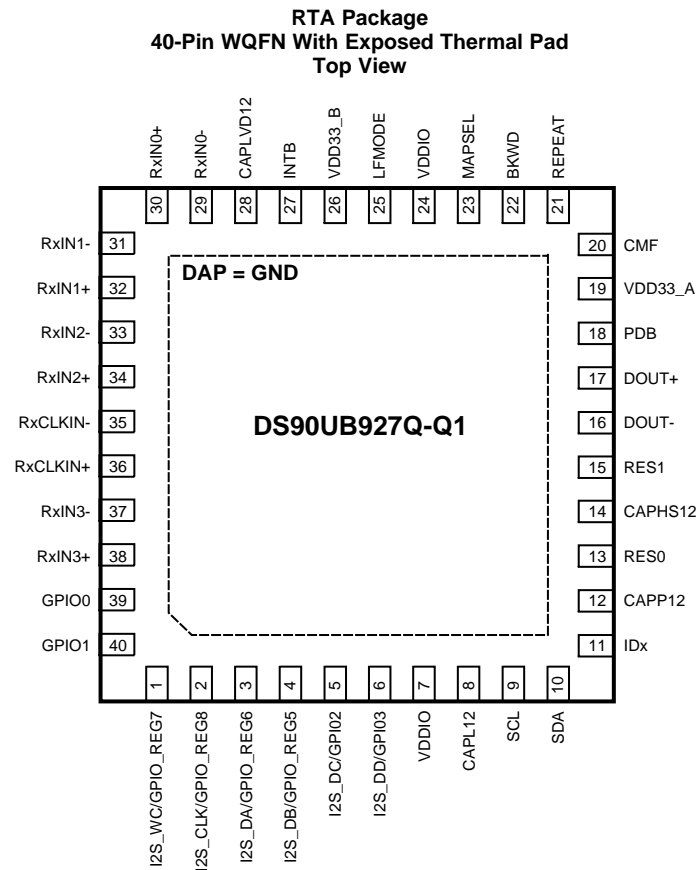 RTA Package
40-Pin WQFN With Exposed Thermal Pad
Top View
RxIN0+
RxIN0-
CAPLVD12
INTB
VDD33_B
LFMODE
VDDIO
MAPSEL
BKWD
REPEAT
30
29
28
27
26
25
24
23
22
21
RxIN1- 31
RxIN1+ 32
RxIN2- 33
RxIN2+ 34
RxCLKIN- 35
RxCLKIN+ 36
RxIN3- 37
RxIN3+ 38
GPIO0 39
GPIO1 40
DAP = GND
DS90UB927Q-Q1
20 CMF
19 VDD33_A
18 PDB
17 DOUT+
16 DOUT-
15 RES1
14 CAPHS12
13 RES0
12 CAPP12
11 IDx
1
2
3
4
5
6
7
8
9
10
I2S_WC/GPIO_REG7
I2S_CLK/GPIO_REG8
I2S_DA/GPIO_REG6
I2S_DB/GPIO_REG5
I2S_DC/GPI02
I2S_DD/GPI03
VDDIO
CAPL12
SCL
SDA